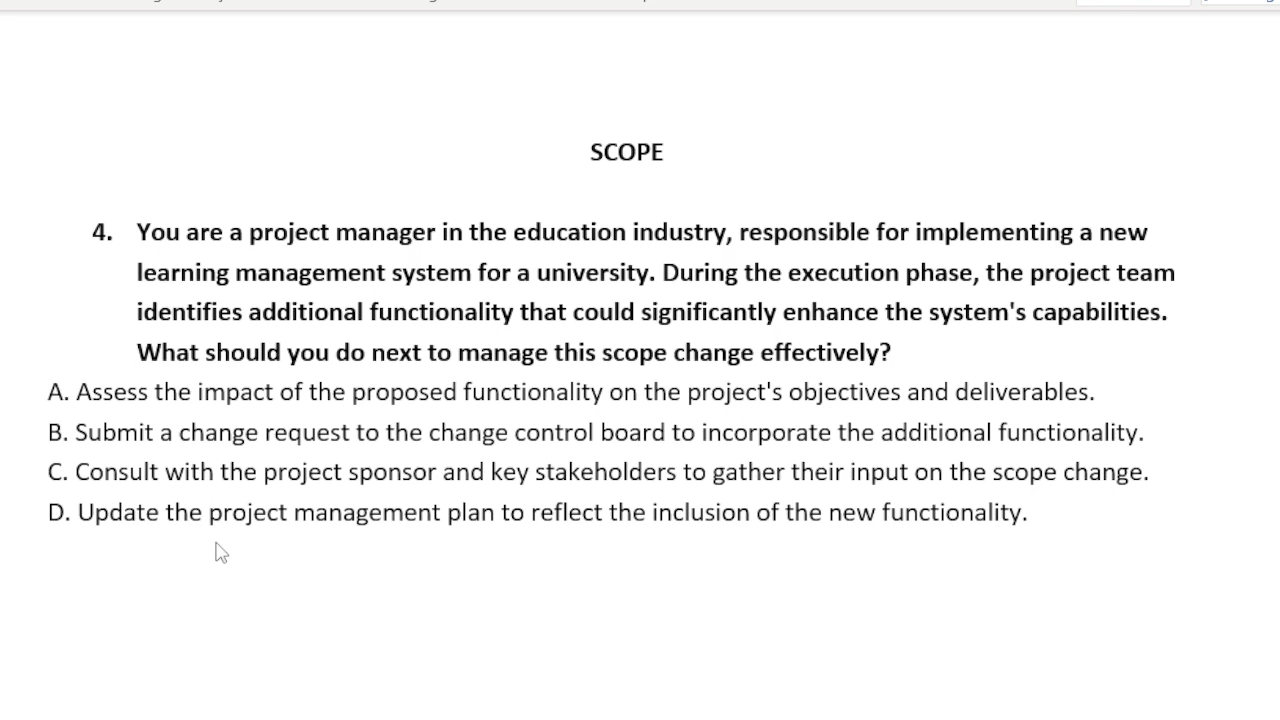 SCOPE
4. You are a project manager in the education industry, responsible for implementing a new
learning management system for a university. During the execution phase, the project team
identifies additional functionality that could significantly enhance the system's capabilities.
What should you do next to manage this scope change effectively?
A. Assess the impact of the proposed functionality on the project's objectives and deliverables.
B. Submit a change request to the change control board to incorporate the additional functionality.
C. Consult with the project sponsor and key stakeholders to gather their input on the scope change.
D. Update the project management plan to reflect the inclusion of the new functionality.